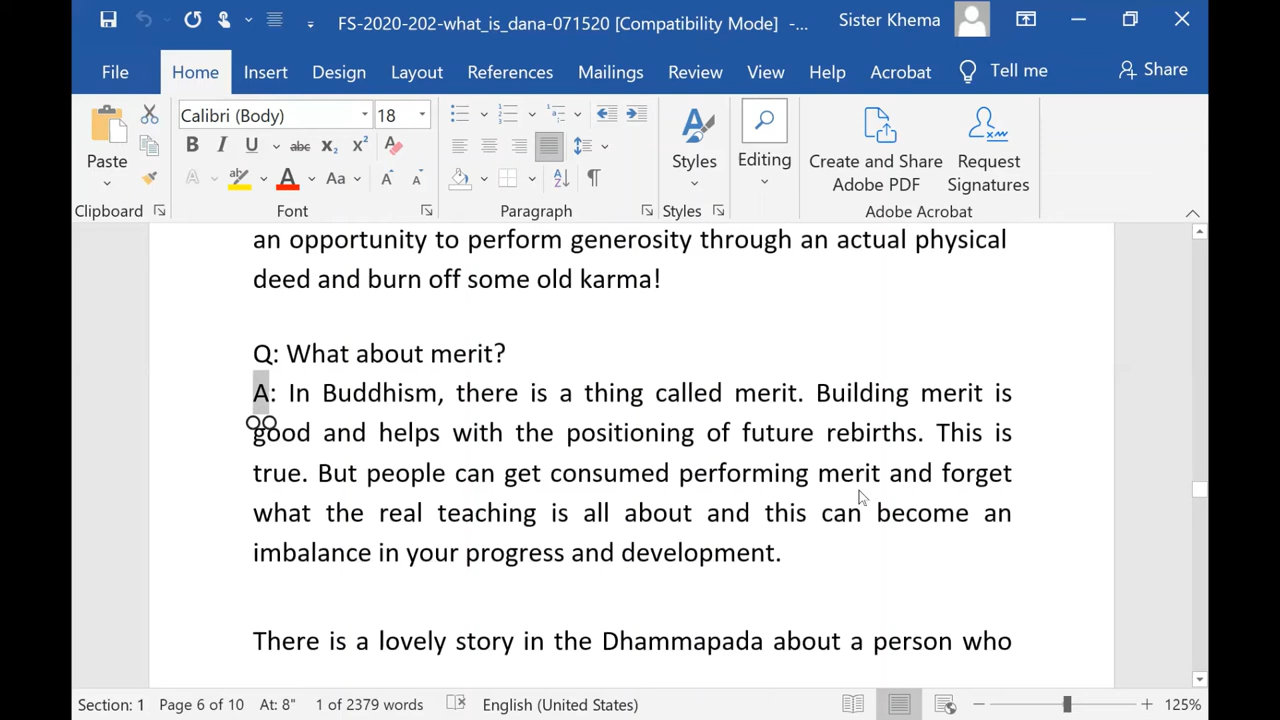 FS-2020-202-what_is_dana-071520 [Compatibility Mode] -... Sister Khema
File Home Insert Design Layout References Mailings Review View Help Acrobat Tell me Share
Paste
Clipboard
Calibri (Body) 18
B I U abc X₂ X² A
A ab A Aa A A
Font
Paragraph
Styles
Styles
Editing
Create and Share Adobe PDF
Request Signatures
Adobe Acrobat
an opportunity to perform generosity through an actual physical
deed and burn off some old karma!
Q: What about merit?
A: In Buddhism, there is a thing called merit. Building merit is
good and helps with the positioning of future rebirths. This is
true. But people can get consumed performing merit and forget
what the real teaching is all about and this can become an
imbalance in your progress and development.
There is a lovely story in the Dhammapada about a person who
Section: 1 Page 6 of 10 At: 8" 1 of 2379 words English (United States) 125%